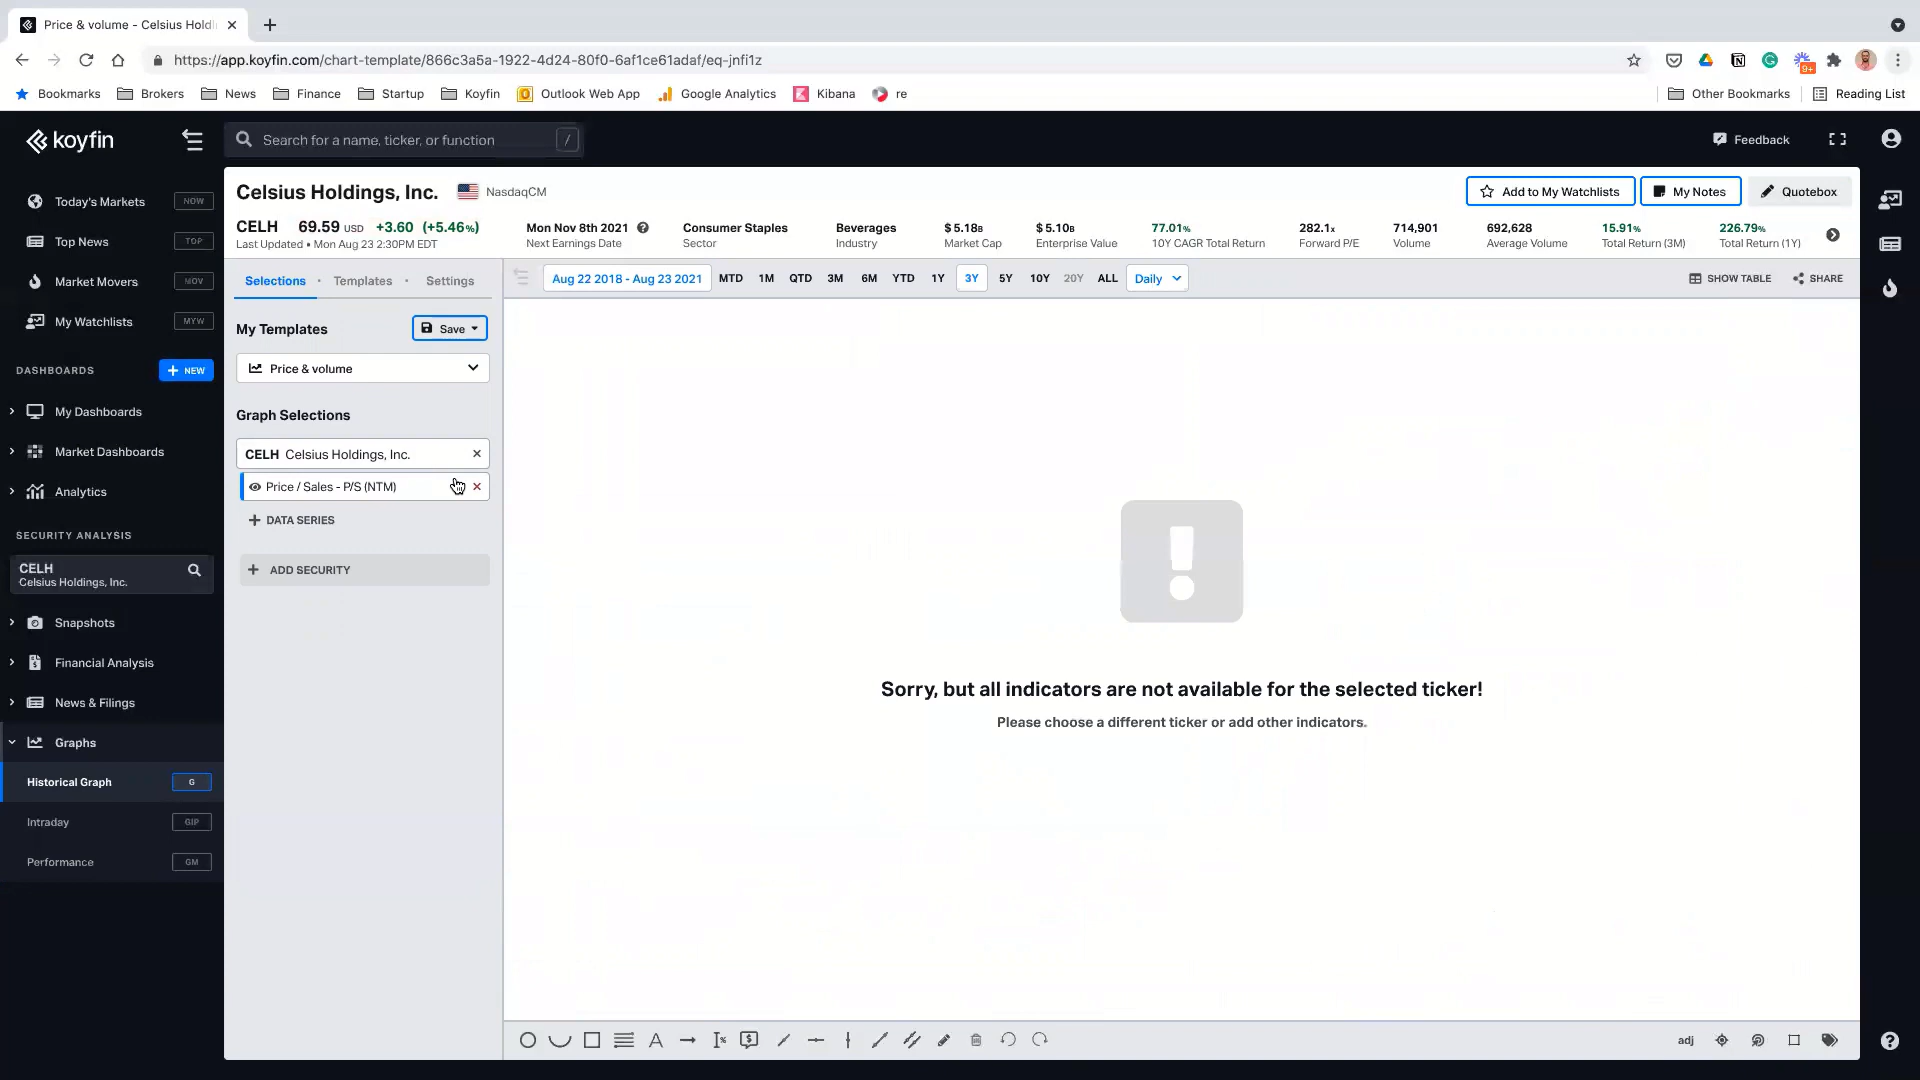 Price & volume - Celsius Holdi
https://app.koyfin.com/chart-template/866c3a5a-1922-4d24-80f0-6af1ce61adaf/eq-jnfi1z
9+
Bookmarks
Brokers
News
Finance
Startup
Koyfin
Outlook Web App
Google Analytics
Kibana
re
Other Bookmarks
Reading List
koyfin
Search for a name, ticker, or function
/
Feedback
Today's Markets NOW
Top News TOP
Market Movers MOV
My Watchlists MYW
DASHBOARDS
+ NEW
My Dashboards
Market Dashboards
Analytics
SECURITY ANALYSIS
CELH
Celsius Holdings, Inc.
Snapshots
Financial Analysis
News & Filings
Graphs
Historical Graph G
Intraday GIP
Performance GM
Celsius Holdings, Inc.
NasdaqCM
Add to My Watchlists
My Notes
Quotebox
CELH 69.59 USD +3.60 (+5.46%)
Last Updated • Mon Aug 23 2:30PM EDT
Mon Nov 8th 2021
Next Earnings Date
Consumer Staples
Sector
Beverages
Industry
$ 5.18B
Market Cap
$ 5.10B
Enterprise Value
77.01%
10Y CAGR Total Return
282.1x
Forward P/E
714,901
Volume
692,628
Average Volume
15.91%
Total Return (3M)
226.79%
Total Return (1Y)
Selections • Templates • Settings
My Templates
Save
Price & volume
Graph Selections
CELH Celsius Holdings, Inc.
Price / Sales - P/S (NTM)
+ DATA SERIES
+ ADD SECURITY
Aug 22 2018 - Aug 23 2021
MTD 1M QTD 3M 6M YTD 1Y 3Y 5Y 10Y 20Y ALL
Daily
SHOW TABLE
SHARE
Sorry, but all indicators are not available for the selected ticker!
Please choose a different ticker or add other indicators.
adj